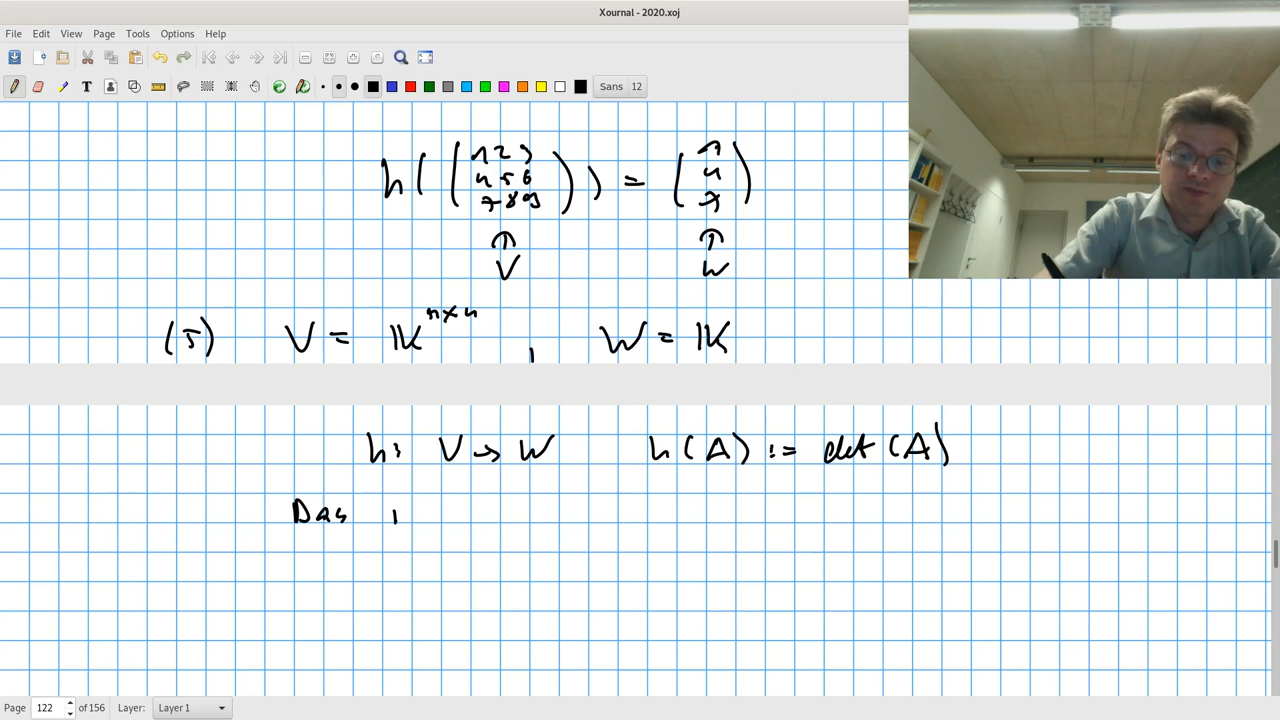 Xournal - 2020.xoj
File Edit View Page Tools Options Help
Sans 12
h( ( 1 2 3
4 5 6
7 8 9 ) ) = ( 1
4
7 )
↑ ↑
V W
(5) V = K^{n×n} , W = K
h: V → W h(A) := det(A)
Das i
Page 122 of 156 Layer: Layer 1